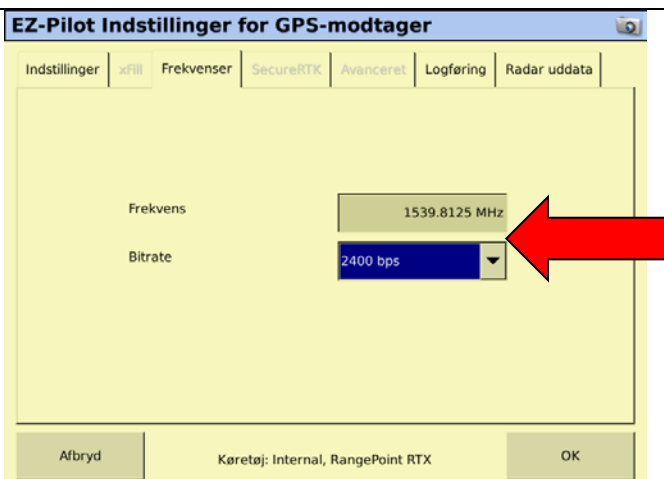 EZ-Pilot Indstillinger for GPS-modtager
Indstillinger xFill Frekvenser SecureRTK Avanceret Logføring Radar uddata
Frekvens 1539.8125 MHz
Bitrate 2400 bps
Afbryd Køretøj: Internal, RangePoint RTX OK